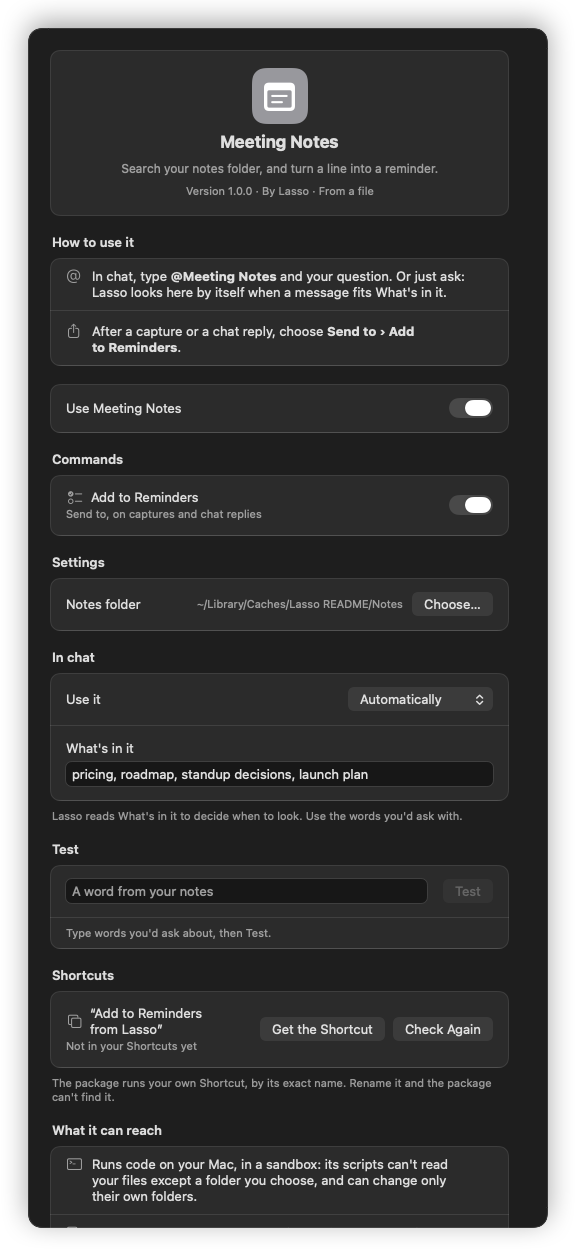 Meeting Notes
Search your notes folder, and turn a line into a reminder.
Version 1.0.0 · By Lasso · From a file
How to use it
In chat, type @Meeting Notes and your question. Or just ask:
Lasso looks here by itself when a message fits What's in it.
After a capture or a chat reply, choose Send to › Add
to Reminders.
Use Meeting Notes
Commands
Add to Reminders
Send to, on captures and chat replies
Settings
Notes folder ~/Library/Caches/Lasso README/Notes Choose...
In chat
Use it Automatically
What's in it
pricing, roadmap, standup decisions, launch plan
Lasso reads What's in it to decide when to look. Use the words you'd ask with.
Test
A word from your notes Test
Type words you'd ask about, then Test.
Shortcuts
“Add to Reminders
from Lasso” Get the Shortcut Check Again
Not in your Shortcuts yet
The package runs your own Shortcut, by its exact name. Rename it and the package
can't find it.
What it can reach
Runs code on your Mac, in a sandbox: its scripts can't read
your files except a folder you choose, and can change only
their own folders.